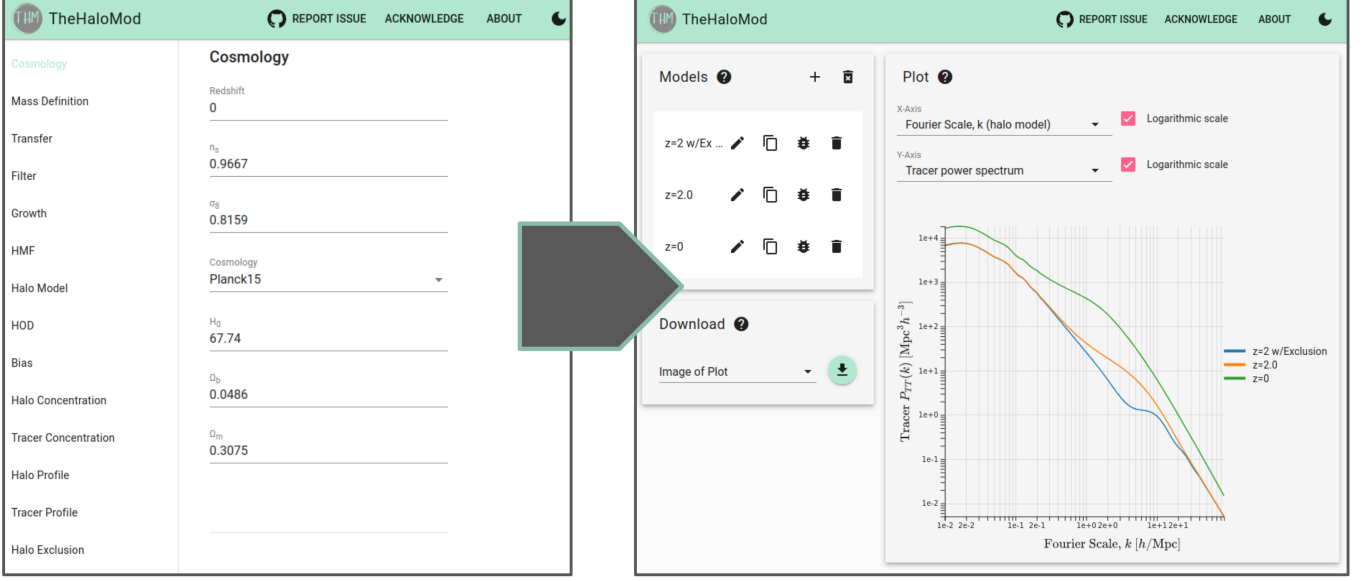 THM TheHaloMod REPORT ISSUE ACKNOWLEDGE ABOUT
Cosmology
Mass Definition
Transfer
Filter
Growth
HMF
Halo Model
HOD
Bias
Halo Concentration
Tracer Concentration
Halo Profile
Tracer Profile
Halo Exclusion
Cosmology
Redshift
0
nₛ
0.9667
σ₈
0.8159
Cosmology
Planck15
H₀
67.74
Ω_b
0.0486
Ωₘ
0.3075
THM TheHaloMod REPORT ISSUE ACKNOWLEDGE ABOUT
Models ? +
z=2 w/Ex ...
z=2.0
z=0
Download ?
Image of Plot
Plot ?
X-Axis
Fourier Scale, k (halo model)
Logarithmic scale
Y-Axis
Tracer power spectrum
Logarithmic scale
Tracer P_TT(k) [Mpc³h⁻³]
1e+4
1e+3
1e+2
1e+1
1e+0
1e-1
1e-2
1e-2 2e-2 1e-1 2e-1 1e+0 2e+0 1e+1 2e+1
Fourier Scale, k [h/Mpc]
z=2 w/Exclusion
z=2.0
z=0